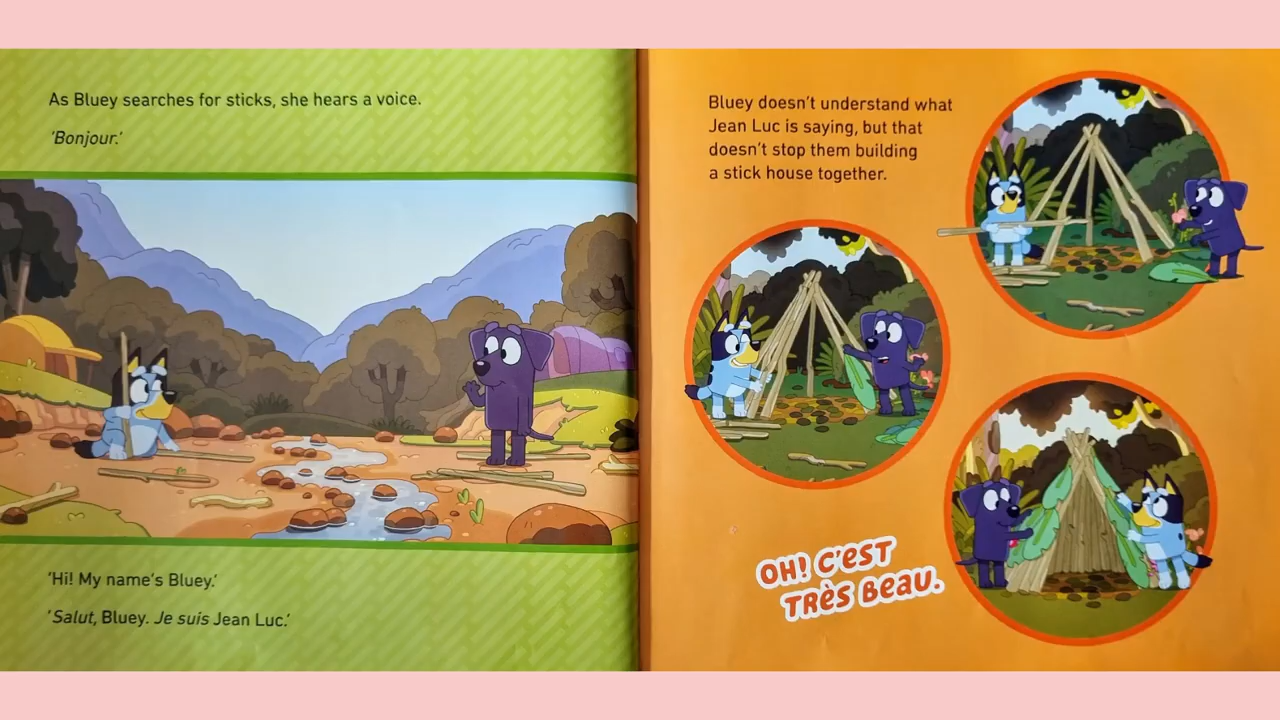 As Bluey searches for sticks, she hears a voice.
'Bonjour.'
'Hi! My name's Bluey.'
'Salut, Bluey. Je suis Jean Luc.'
Bluey doesn't understand what
Jean Luc is saying, but that
doesn't stop them building
a stick house together.
OH! C'EST
TRÈS BEAU.